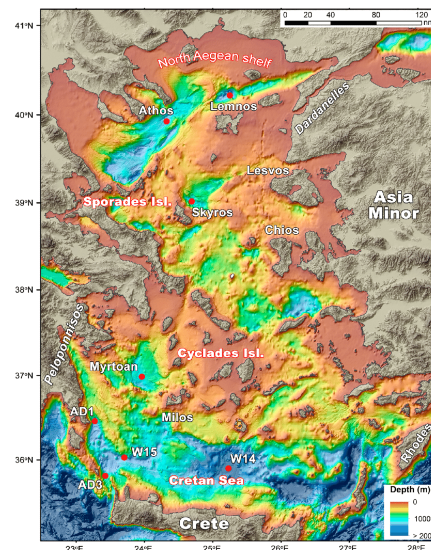 41°N
0 20 40 80 120
North Aegean shelf
Athos
Lemnos
Dardanelles
40°N
Lesvos
Asia
Minor
Sporades Isl.
39°N
Skyros
Chios
38°N
Peloponnisos
Cyclades Isl.
Myrtoan
37°N
AD1
Milos
Rhodes
W15
W14
36°N
AD3
Cretan Sea
Depth (m)
0
1000
Crete
24°E 25°E 26°E 27°E 28°E